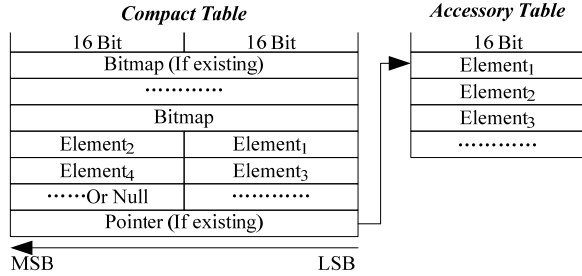 Compact Table
Accessory Table
16 Bit 16 Bit
16 Bit
Bitmap (If existing)
Element1
............
Element2
Bitmap
Element3
Element2 Element1
............
Element4 Element3
......Or Null ............
Pointer (If existing)
MSB LSB